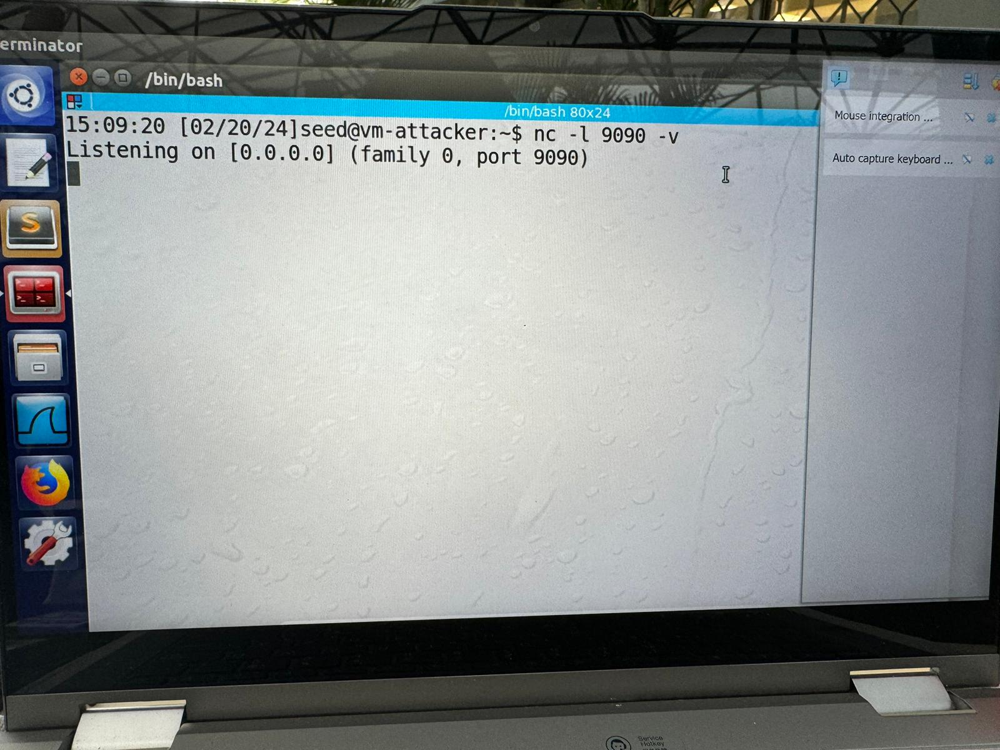 erminator
/bin/bash
/bin/bash 80x24
15:09:20 [02/20/24]seed@vm-attacker:~$ nc -l 9090 -v
Listening on [0.0.0.0] (family 0, port 9090)
Mouse integration ...
Auto capture keyboard ...
S
Service
Hotkey